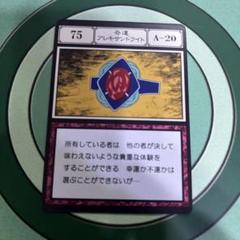 75
奇運
アレキサンドライト
A-20
所有している者は 他の者が決して
味わえないような貴重な体験を
することができる 幸運か不運かは
選ぶことができないが…